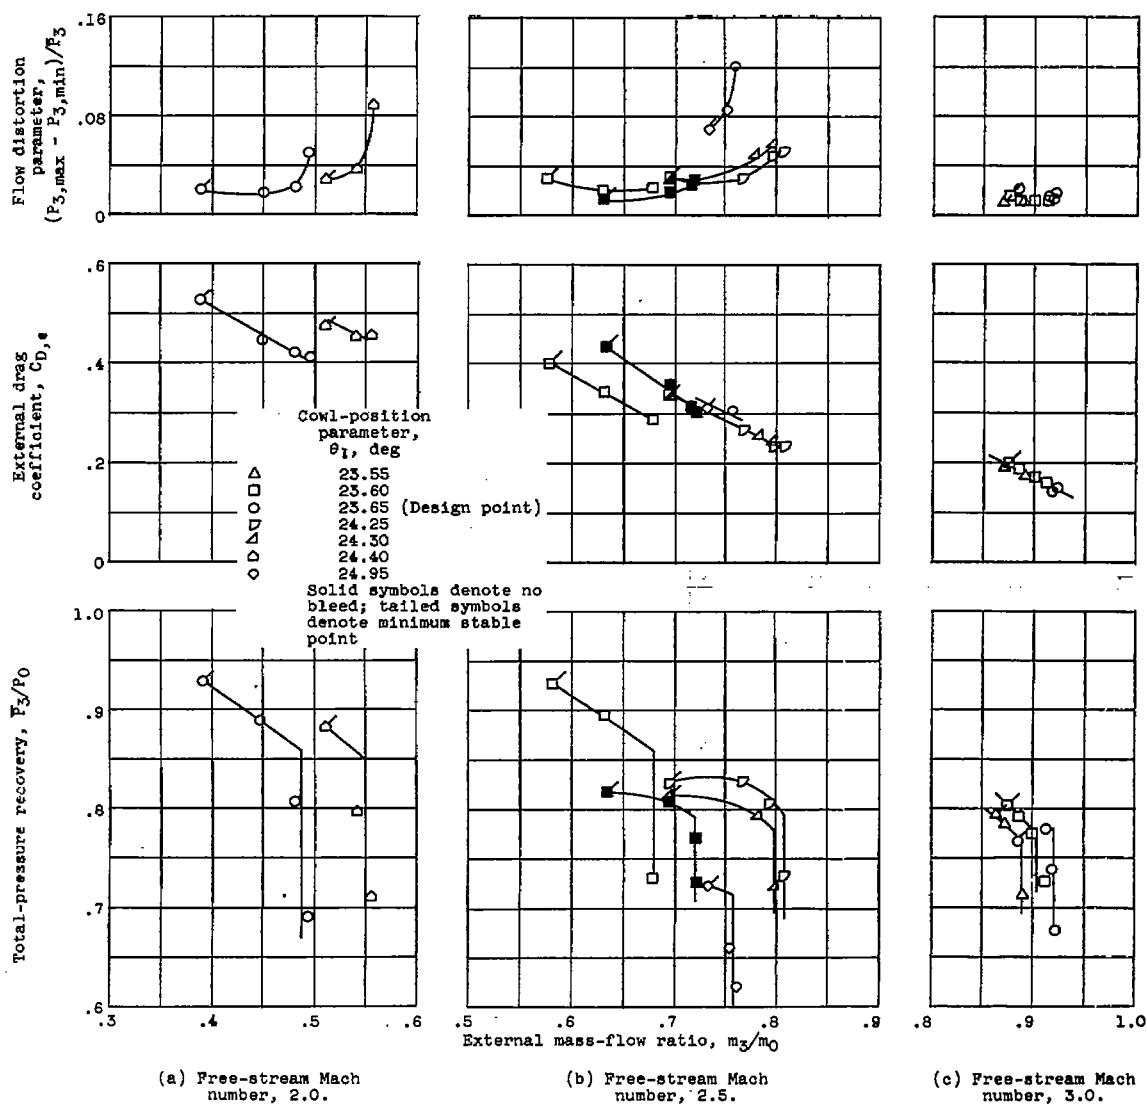 Flow distortion
parameter,
(P3,max - P3,min)/P̄3
.16
.08
0
External drag
coefficient, CD,e
.6
.4
.2
0
Cowl-position
parameter,
θl, deg
23.55
23.60
23.65 (Design point)
24.25
24.30
24.40
24.95
Solid symbols denote no
bleed; tailed symbols
denote minimum stable
point
Total-pressure recovery, P̄3/P0
1.0
.9
.8
.7
.6
.3 .4 .5 .6
.5 .6 .7 .8 .9
.8 .9 1.0
External mass-flow ratio, m3/m0
(a) Free-stream Mach
number, 2.0.
(b) Free-stream Mach
number, 2.5.
(c) Free-stream Mach
number, 3.0.